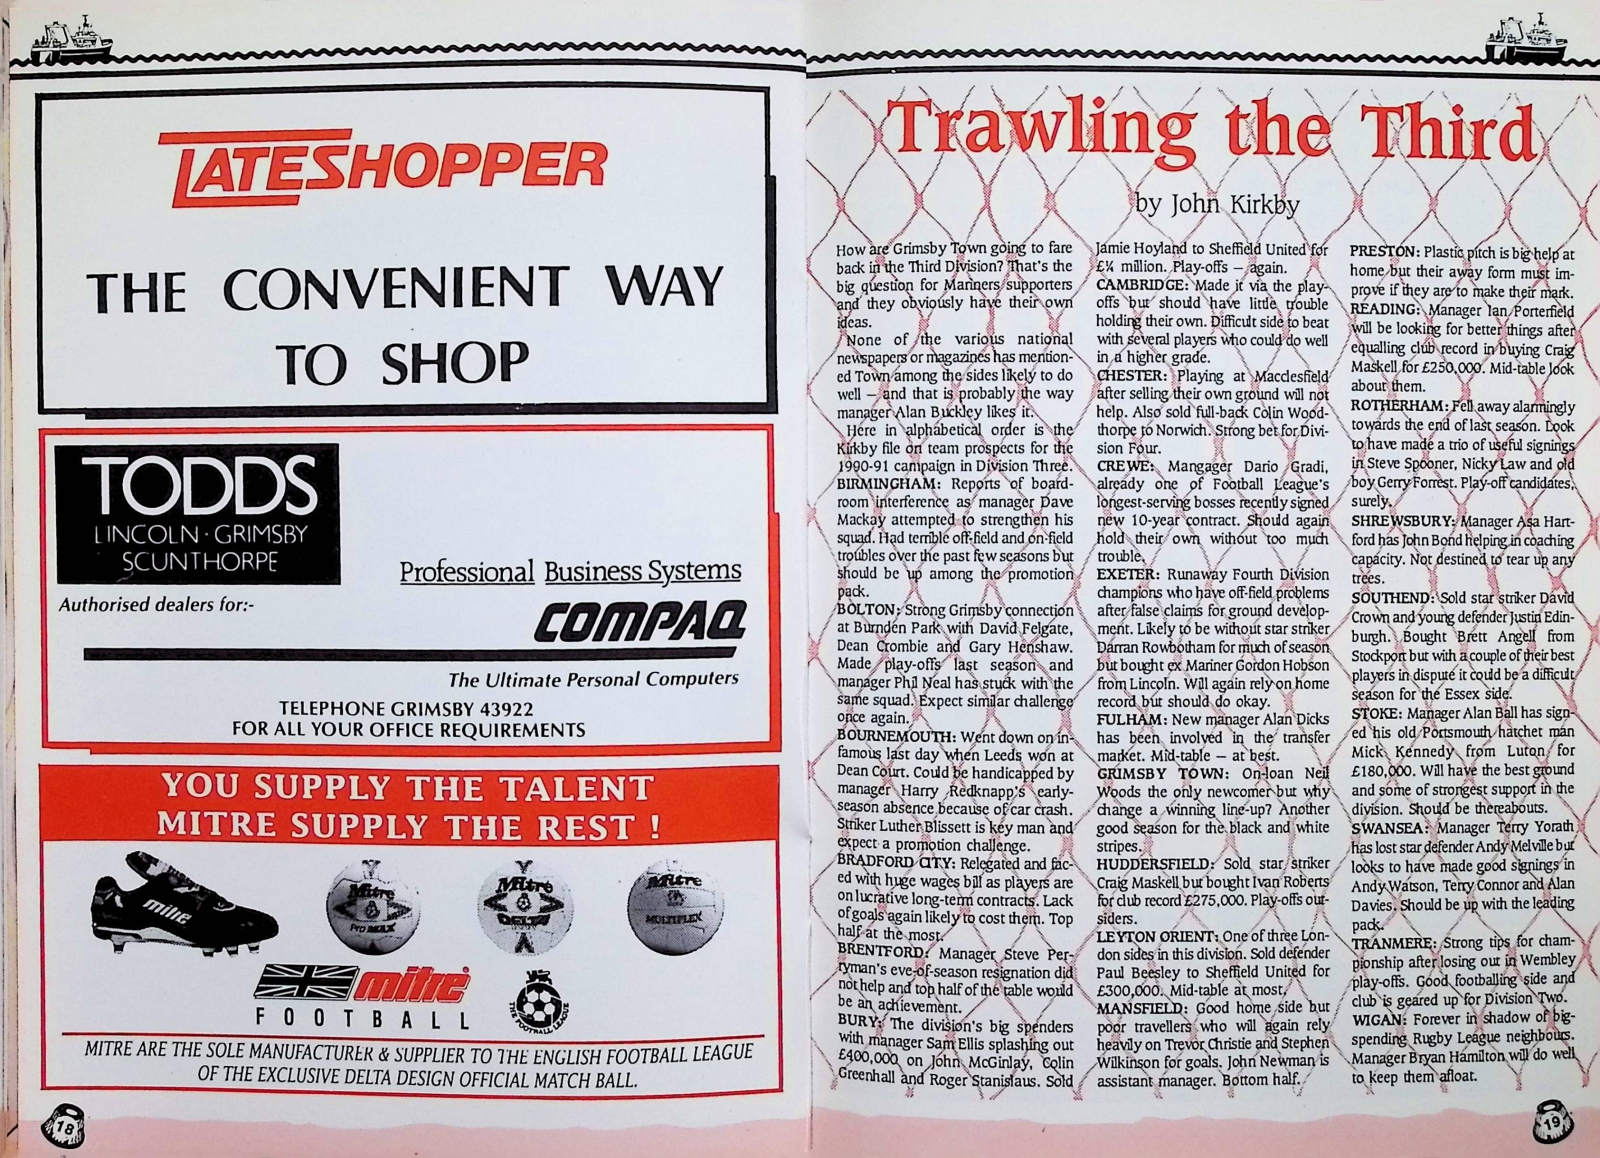 LATESHOPPER
THE CONVENIENT WAY
TO SHOP
TODDS
LINCOLN · GRIMSBY
SCUNTHORPE
Professional Business Systems
Authorised dealers for:-
COMPAQ
The Ultimate Personal Computers
TELEPHONE GRIMSBY 43922
FOR ALL YOUR OFFICE REQUIREMENTS
YOU SUPPLY THE TALENT
MITRE SUPPLY THE REST !
mitre
Mitre
PRO MAX
Mitre
DELTA
Mitre
MULTIPLEX
mitre
FOOTBALL
THE FOOTBALL LEAGUE
MITRE ARE THE SOLE MANUFACTURER & SUPPLIER TO THE ENGLISH FOOTBALL LEAGUE
OF THE EXCLUSIVE DELTA DESIGN OFFICIAL MATCH BALL.
18
Trawling the Third
by John Kirkby
How are Grimsby Town going to fare
back in the Third Division? That's the
big question for Mariners supporters
and they obviously have their own
ideas.
None of the various national
newspapers or magazines has mention-
ed Town among the sides likely to do
well — and that is probably the way
manager Alan Buckley likes it.
Here in alphabetical order is the
Kirkby file on team prospects for the
1990-91 campaign in Division Three.
BIRMINGHAM: Reports of board-
room interference as manager Dave
Mackay attempted to strengthen his
squad. Had terrible off-field and on-field
troubles over the past few seasons but
should be up among the promotion
pack.
BOLTON: Strong Grimsby connection
at Burnden Park with David Felgate,
Dean Crombie and Gary Henshaw.
Made play-offs last season and
manager Phil Neal has stuck with the
same squad. Expect similar challenge
once again.
BOURNEMOUTH: Went down on in-
famous last day when Leeds won at
Dean Court. Could be handicapped by
manager Harry Redknapp's early-
season absence because of car crash.
Striker Luther Blissett is key man and
expect a promotion challenge.
BRADFORD CITY: Relegated and fac-
ed with huge wages bill as players are
on lucrative long-term contracts. Lack
of goals again likely to cost them. Top
half at the most.
BRENTFORD: Manager Steve Per-
ryman's eve-of-season resignation did
not help and top half of the table would
be an achievement.
BURY: The division's big spenders
with manager Sam Ellis splashing out
£400,000 on John McGinlay, Colin
Greenhall and Roger Stanislaus. Sold
Jamie Hoyland to Sheffield United for
£¼ million. Play-offs — again.
CAMBRIDGE: Made it via the play-
offs but should have little trouble
holding their own. Difficult side to beat
with several players who could do well
in a higher grade.
CHESTER: Playing at Macclesfield
after selling their own ground will not
help. Also sold full-back Colin Wood-
thorpe to Norwich. Strong bet for Divi-
sion Four.
CREWE: Mangager Dario Gradi,
already one of Football League's
longest-serving bosses recently signed
new 10-year contract. Should again
hold their own without too much
trouble.
EXETER: Runaway Fourth Division
champions who have off-field problems
after false claims for ground develop-
ment. Likely to be without star striker
Darran Rowbotham for much of season
but bought ex Mariner Gordon Hobson
from Lincoln. Will again rely on home
record but should do okay.
FULHAM: New manager Alan Dicks
has been involved in the transfer
market. Mid-table — at best.
GRIMSBY TOWN: On-loan Neil
Woods the only newcomer but why
change a winning line-up? Another
good season for the black and white
stripes.
HUDDERSFIELD: Sold star striker
Craig Maskell but bought Ivan Roberts
for club record £275,000. Play-offs out-
siders.
LEYTON ORIENT: One of three Lon-
don sides in this division. Sold defender
Paul Beesley to Sheffield United for
£300,000. Mid-table at most.
MANSFIELD: Good home side but
poor travellers who will again rely
heavily on Trevor Christie and Stephen
Wilkinson for goals. John Newman is
assistant manager. Bottom half.
PRESTON: Plastic pitch is big help at
home but their away form must im-
prove if they are to make their mark.
READING: Manager Ian Porterfield
will be looking for better things after
equalling club record in buying Craig
Maskell for £250,000. Mid-table look
about them.
ROTHERHAM: Fell away alarmingly
towards the end of last season. Look
to have made a trio of useful signings
in Steve Spooner, Nicky Law and old
boy Gerry Forrest. Play-off candidates,
surely.
SHREWSBURY: Manager Asa Hart-
ford has John Bond helping in coaching
capacity. Not destined to tear up any
trees.
SOUTHEND: Sold star striker David
Crown and young defender Justin Edin-
burgh. Bought Brett Angell from
Stockport but with a couple of their best
players in dispute it could be a difficult
season for the Essex side.
STOKE: Manager Alan Ball has sign-
ed his old Portsmouth hatchet man
Mick Kennedy from Luton for
£180,000. Will have the best ground
and some of strongest support in the
division. Should be thereabouts.
SWANSEA: Manager Terry Yorath
has lost star defender Andy Melville but
looks to have made good signings in
Andy Watson, Terry Connor and Alan
Davies. Should be up with the leading
pack.
TRANMERE: Strong tips for cham-
pionship after losing out in Wembley
play-offs. Good footballing side and
club is geared up for Division Two.
WIGAN: Forever in shadow of big-
spending Rugby League neighbours.
Manager Bryan Hamilton will do well
to keep them afloat.
19